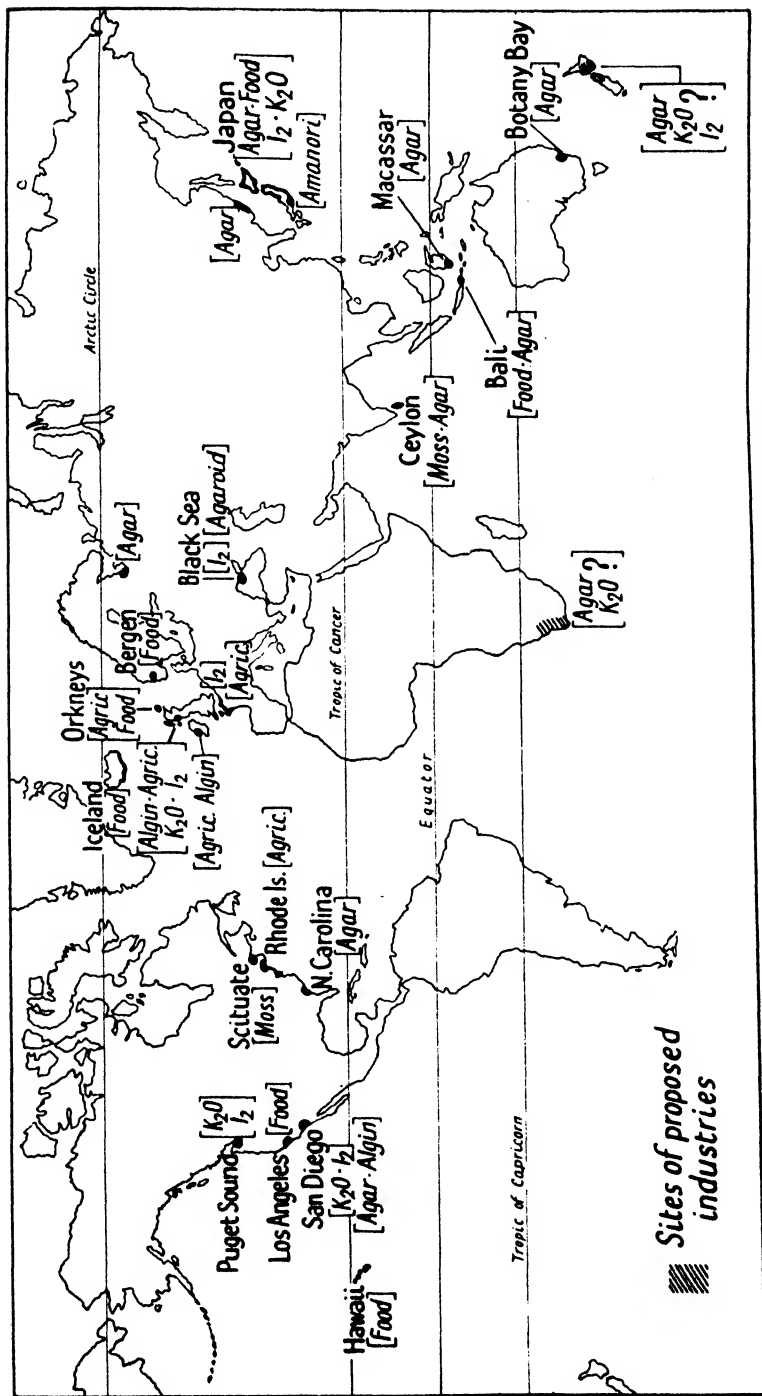 Arctic Circle
Iceland
[Food]
Orkneys
[Agric
Food]
Bergen
[Food]
[Agar]
[Algin·Agric.
K₂O · I₂]
[Agric. Algin]
[I₂
Agric.]
Black Sea
[I₂] [Agaroid]
[Agar]
Japan
[Agar·Food
I₂ · K₂O]
[Amanori]
Puget Sound
[K₂O
I₂]
Los Angeles [Food]
San Diego
[K₂O · I₂]
[Agar·Algin]
Hawaii
[Food]
Scituate
[Moss]
Rhode Is. [Agric.]
N. Carolina
[Agar]
Tropic of Cancer
Ceylon
[Moss·Agar]
Macassar
[Agar]
Equator
Bali
[Food·Agar]
Botany Bay
[Agar]
Tropic of Capricorn
[Agar
K₂O ?]
[Agar
K₂O ?
I₂]
Sites of proposed
industries